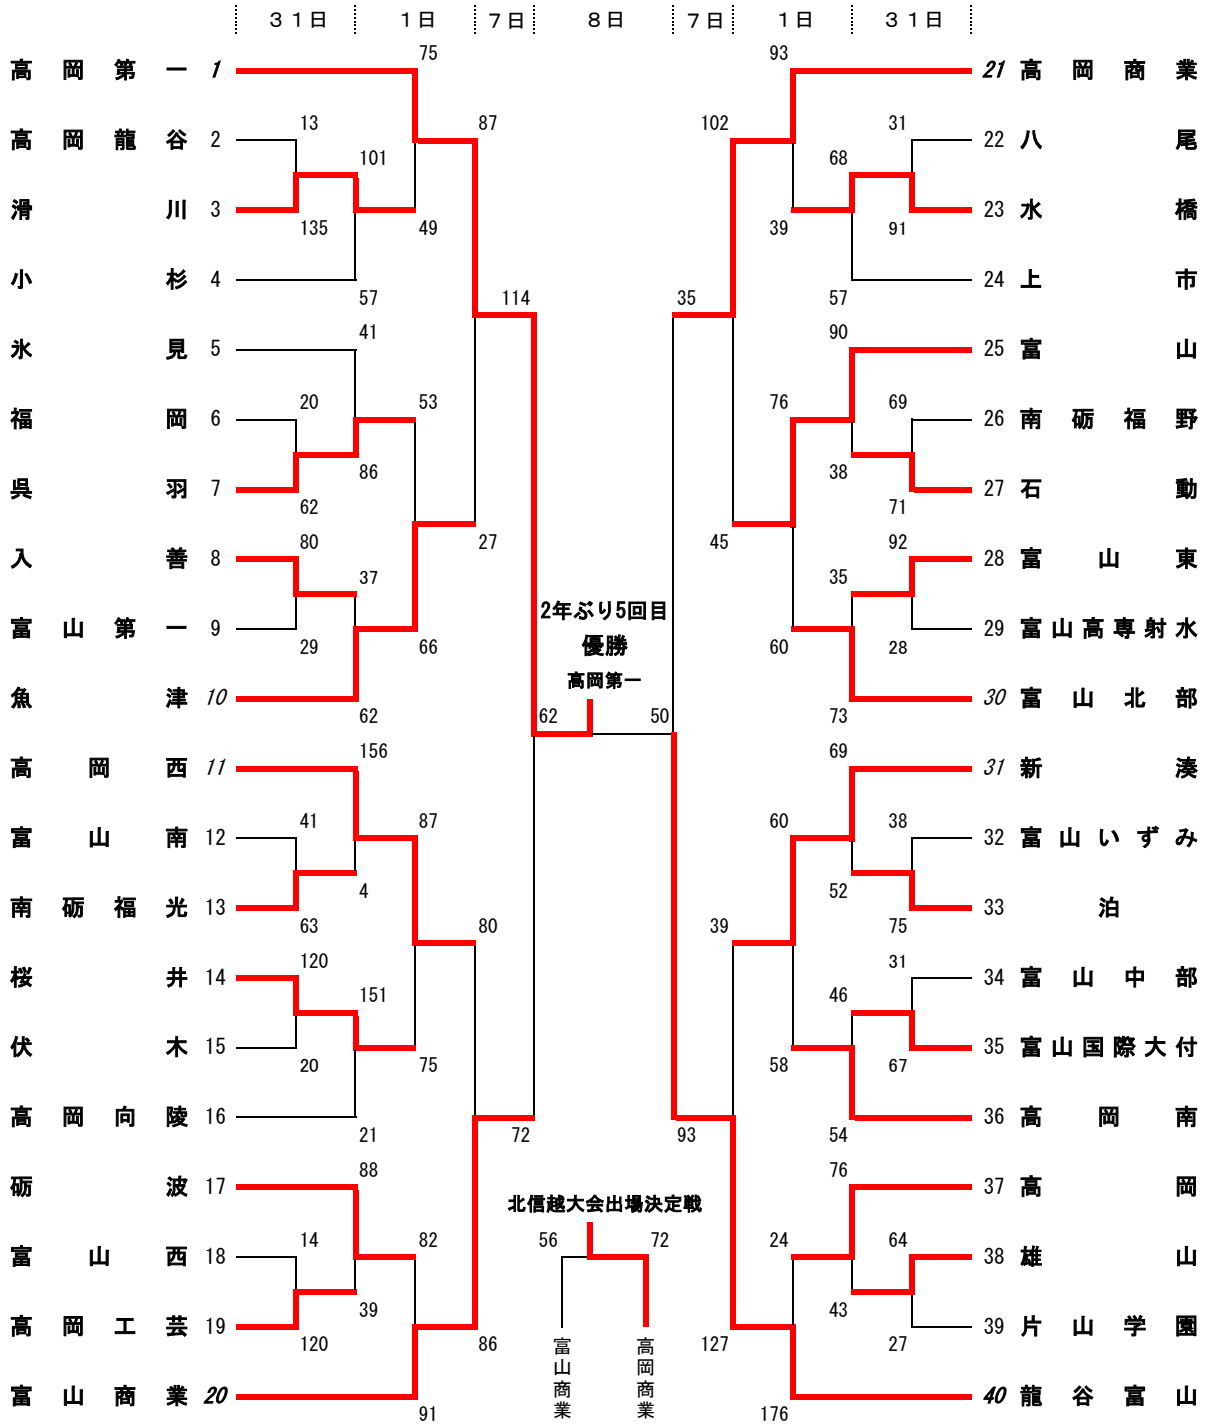 ３１日 １日 ７日 ８日 ７日 １日 ３１日
75 93
高岡第一 1 21 高岡商業
13 87 102 31
高岡龍谷 2 22 八尾
101 68
滑川 3 23 水橋
135 49 39 91
小杉 4 24 上市
57 114 35 57
41 90
氷見 5 25 富山
20 53 76 69
福岡 6 26 南砺福野
86 38
呉羽 7 27 石動
62 71
80 27 45 92
入善 8 28 富山東
37 35
2年ぶり5回目
富山第一 9 29 富山高専射水
29 66 優勝 60 28
高岡第一
魚津 10 30 富山北部
62 62 50 73
156 69
高岡西 11 31 新湊
41 87 60 38
富山南 12 32 富山いずみ
4 52
南砺福光 13 33 泊
63 80 39 75
120 31
桜井 14 34 富山中部
151 46
伏木 15 35 富山国際大付
20 75 58 67
高岡向陵 16 36 高岡南
21 72 93 54
88 76
砺波 17 37 高岡
北信越大会出場決定戦
14 82 56 72 24 64
富山西 18 38 雄山
39 43
高岡工芸 19 39 片山学園
120 86 富山商業 高岡商業 127 27
富山商業 20 40 龍谷富山
91 176